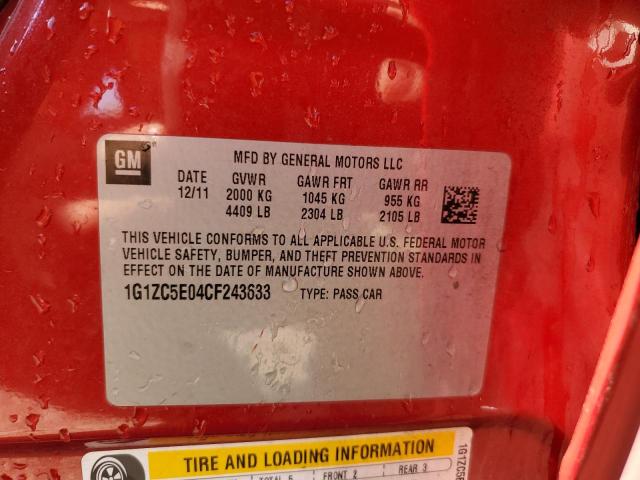 GM
MFD BY GENERAL MOTORS LLC
DATE GVWR GAWR FRT GAWR RR
12/11 2000 KG 1045 KG 955 KG
4409 LB 2304 LB 2105 LB
THIS VEHICLE CONFORMS TO ALL APPLICABLE U.S. FEDERAL MOTOR
VEHICLE SAFETY, BUMPER, AND THEFT PREVENTION STANDARDS IN
EFFECT ON THE DATE OF MANUFACTURE SHOWN ABOVE.
1G1ZC5E04CF243633 TYPE: PASS CAR
TIRE AND LOADING INFORMATION
TOTAL 5 FRONT 2 REAR 3
1G1ZC5